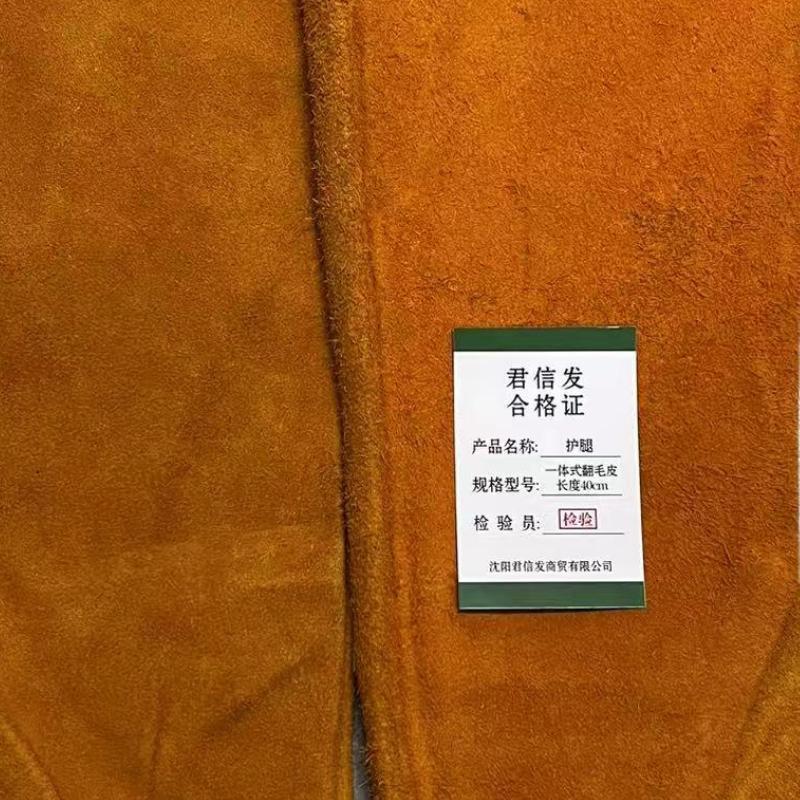 君信发
合格证
产品名称: 护腿
规格型号: 一体式翻毛皮
长度40cm
检 验 员: 检验
沈阳君信发商贸有限公司